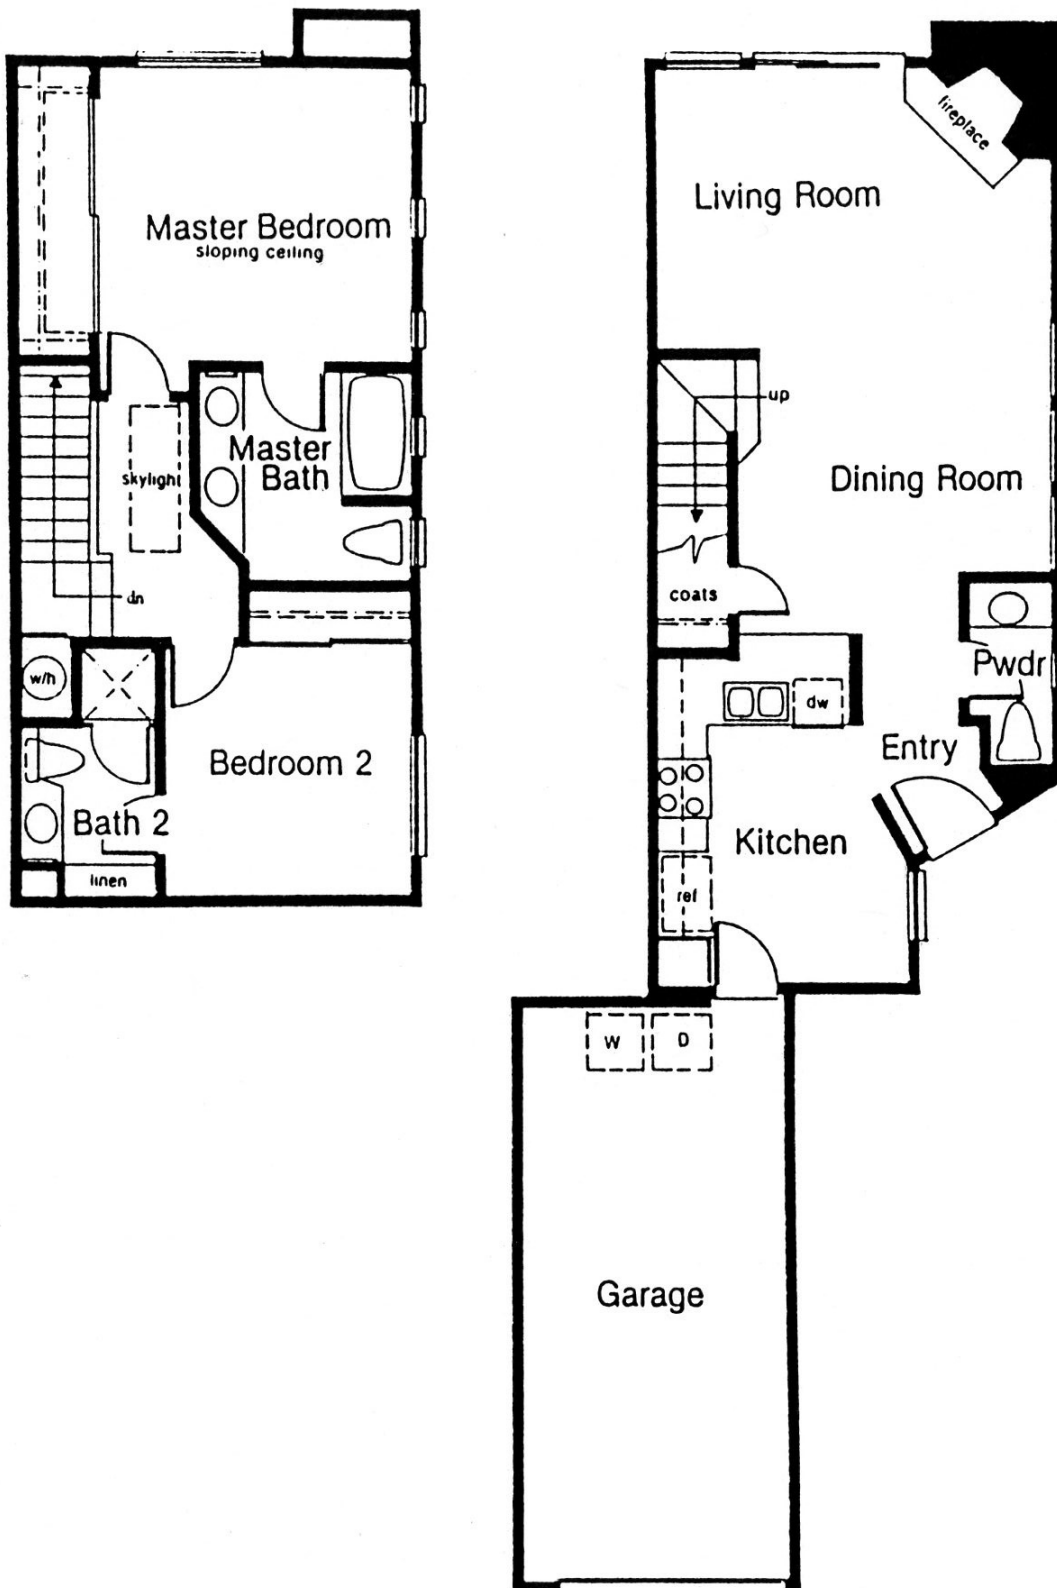 Master Bedroom
sloping ceiling
skylight
Master
Bath
dn
w/h
Bedroom 2
Bath 2
linen
fireplace
Living Room
up
Dining Room
coats
Pwdr
dw
Entry
Kitchen
ref
W
D
Garage